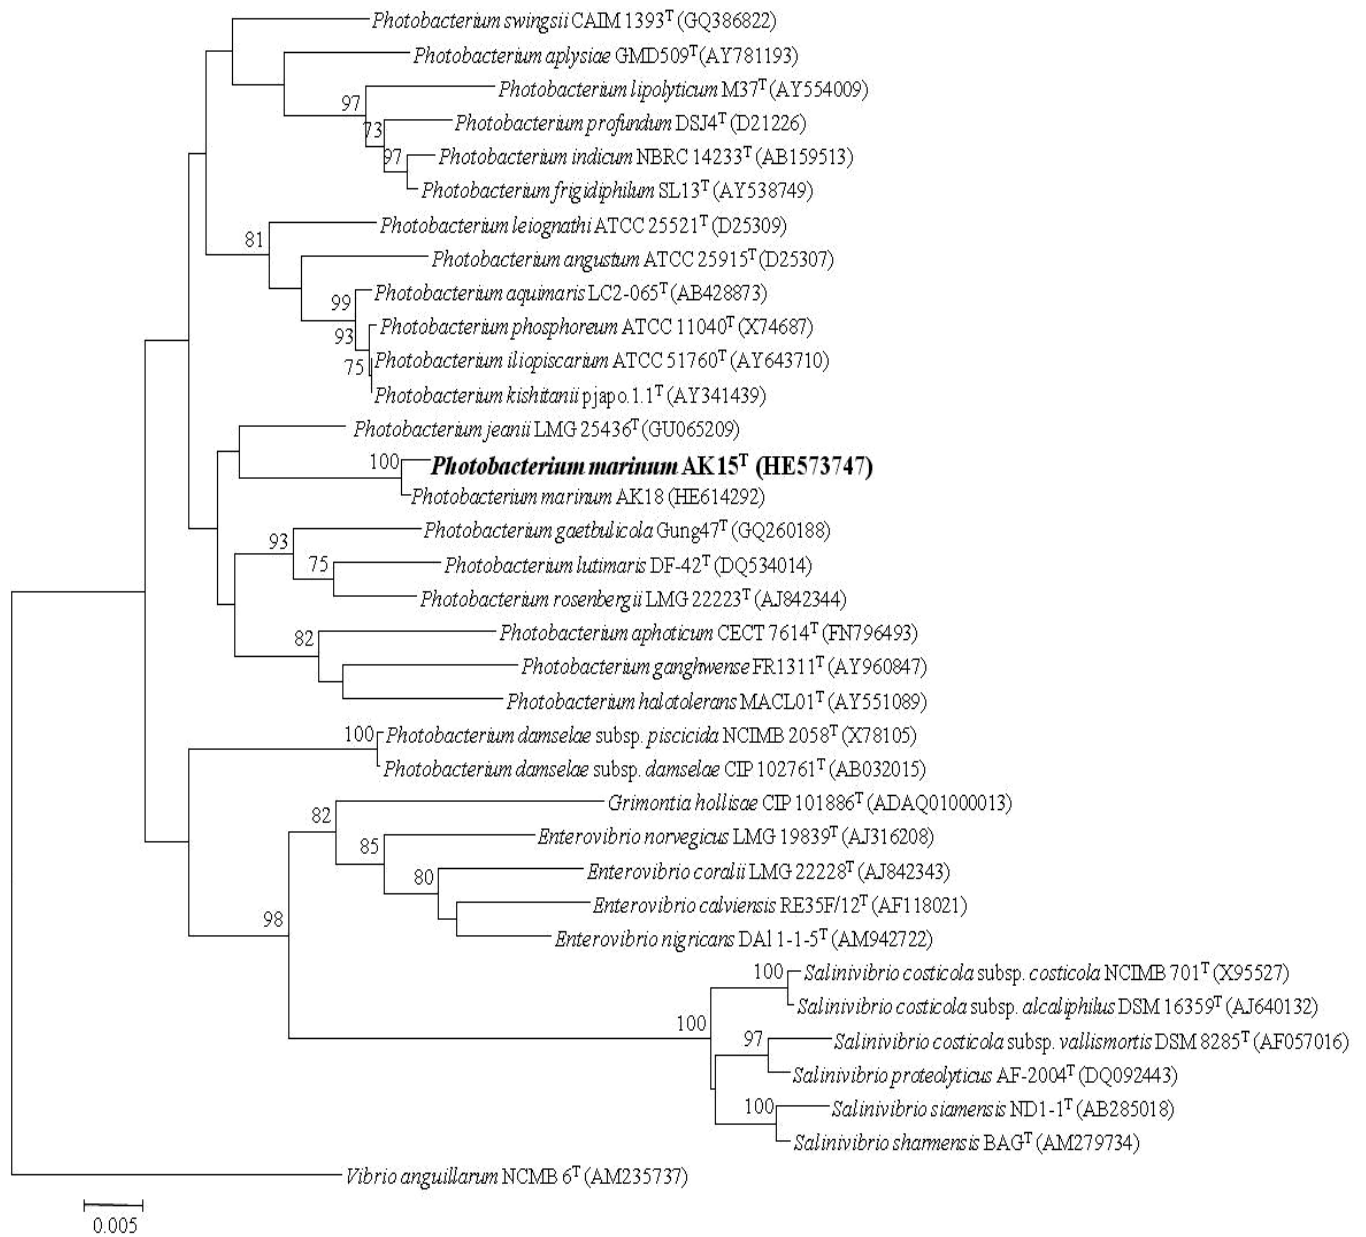 Photobacterium swingsii CAIM 1393T (GQ386822)
Photobacterium aplysiae GMD509T (AY781193)
Photobacterium lipolyticum M37T (AY554009)
97
Photobacterium profundum DSJ4T (D21226)
73
Photobacterium indicum NBRC 14233T (AB159513)
97
Photobacterium frigidiphilum SL13T (AY538749)
Photobacterium leiognathi ATCC 25521T (D25309)
81
Photobacterium angustum ATCC 25915T (D25307)
Photobacterium aquimaris LC2-065T (AB428873)
99
Photobacterium phosphoreum ATCC 11040T (X74687)
93
Photobacterium iliopiscarium ATCC 51760T (AY643710)
75
Photobacterium kishitanii pjapo.1.1T (AY341439)
Photobacterium jeanii LMG 25436T (GU065209)
100
Photobacterium marinum AK15T (HE573747)
Photobacterium marinum AK18 (HE614292)
Photobacterium gaetbulicola Gung47T (GQ260188)
93
Photobacterium lutimaris DF-42T (DQ534014)
75
Photobacterium rosenbergii LMG 22223T (AJ842344)
Photobacterium aphoticum CECT 7614T (FN796493)
82
Photobacterium ganghwense FR1311T (AY960847)
Photobacterium halotolerans MACL01T (AY551089)
100
Photobacterium damselae subsp. piscicida NCIMB 2058T (X78105)
Photobacterium damselae subsp. damselae CIP 102761T (AB032015)
Grimontia hollisae CIP 101886T (ADAQ01000013)
82
Enterovibrio norvegicus LMG 19839T (AJ316208)
85
Enterovibrio coralii LMG 22228T (AJ842343)
80
Enterovibrio calviensis RE35F/12T (AF118021)
98
Enterovibrio nigricans DAl 1-1-5T (AM942722)
100
Salinivibrio costicola subsp. costicola NCIMB 701T (X95527)
Salinivibrio costicola subsp. alcaliphilus DSM 16359T (AJ640132)
100
97
Salinivibrio costicola subsp. vallismortis DSM 8285T (AF057016)
Salinivibrio proteolyticus AF-2004T (DQ092443)
100
Salinivibrio siamensis ND1-1T (AB285018)
Salinivibrio sharmensis BAGT (AM279734)
Vibrio anguillarum NCMB 6T (AM235737)
0.005